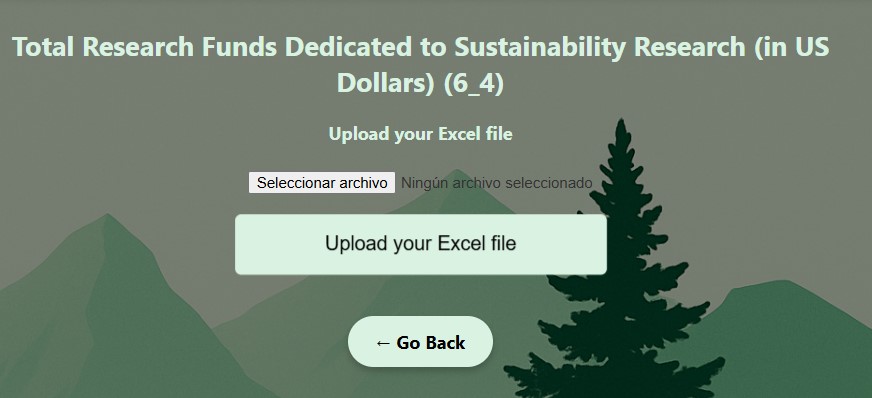 Total Research Funds Dedicated to Sustainability Research (in US
Dollars) (6_4)
Upload your Excel file
Seleccionar archivo Ningún archivo seleccionado
Upload your Excel file
← Go Back